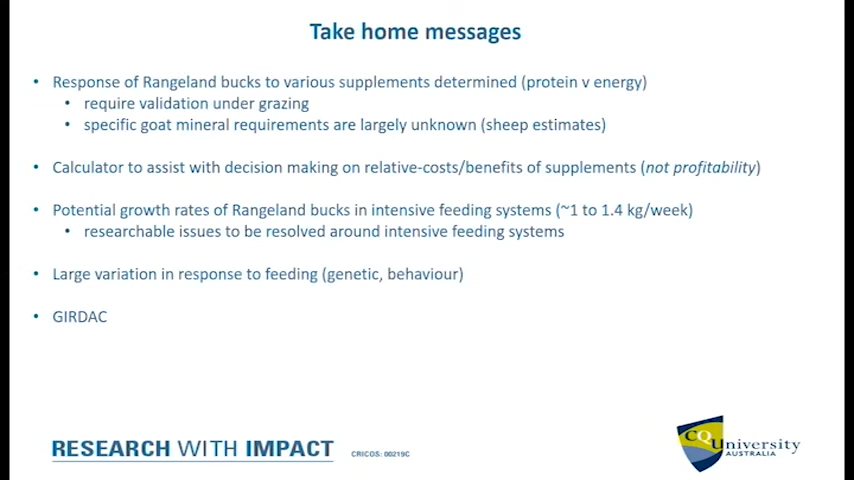 Take home messages
• Response of Rangeland bucks to various supplements determined (protein v energy)
• require validation under grazing
• specific goat mineral requirements are largely unknown (sheep estimates)
• Calculator to assist with decision making on relative-costs/benefits of supplements (not profitability)
• Potential growth rates of Rangeland bucks in intensive feeding systems (~1 to 1.4 kg/week)
• researchable issues to be resolved around intensive feeding systems
• Large variation in response to feeding (genetic, behaviour)
• GIRDAC
RESEARCH WITH IMPACT
CRICOS: 00219C
CQUniversity
AUSTRALIA